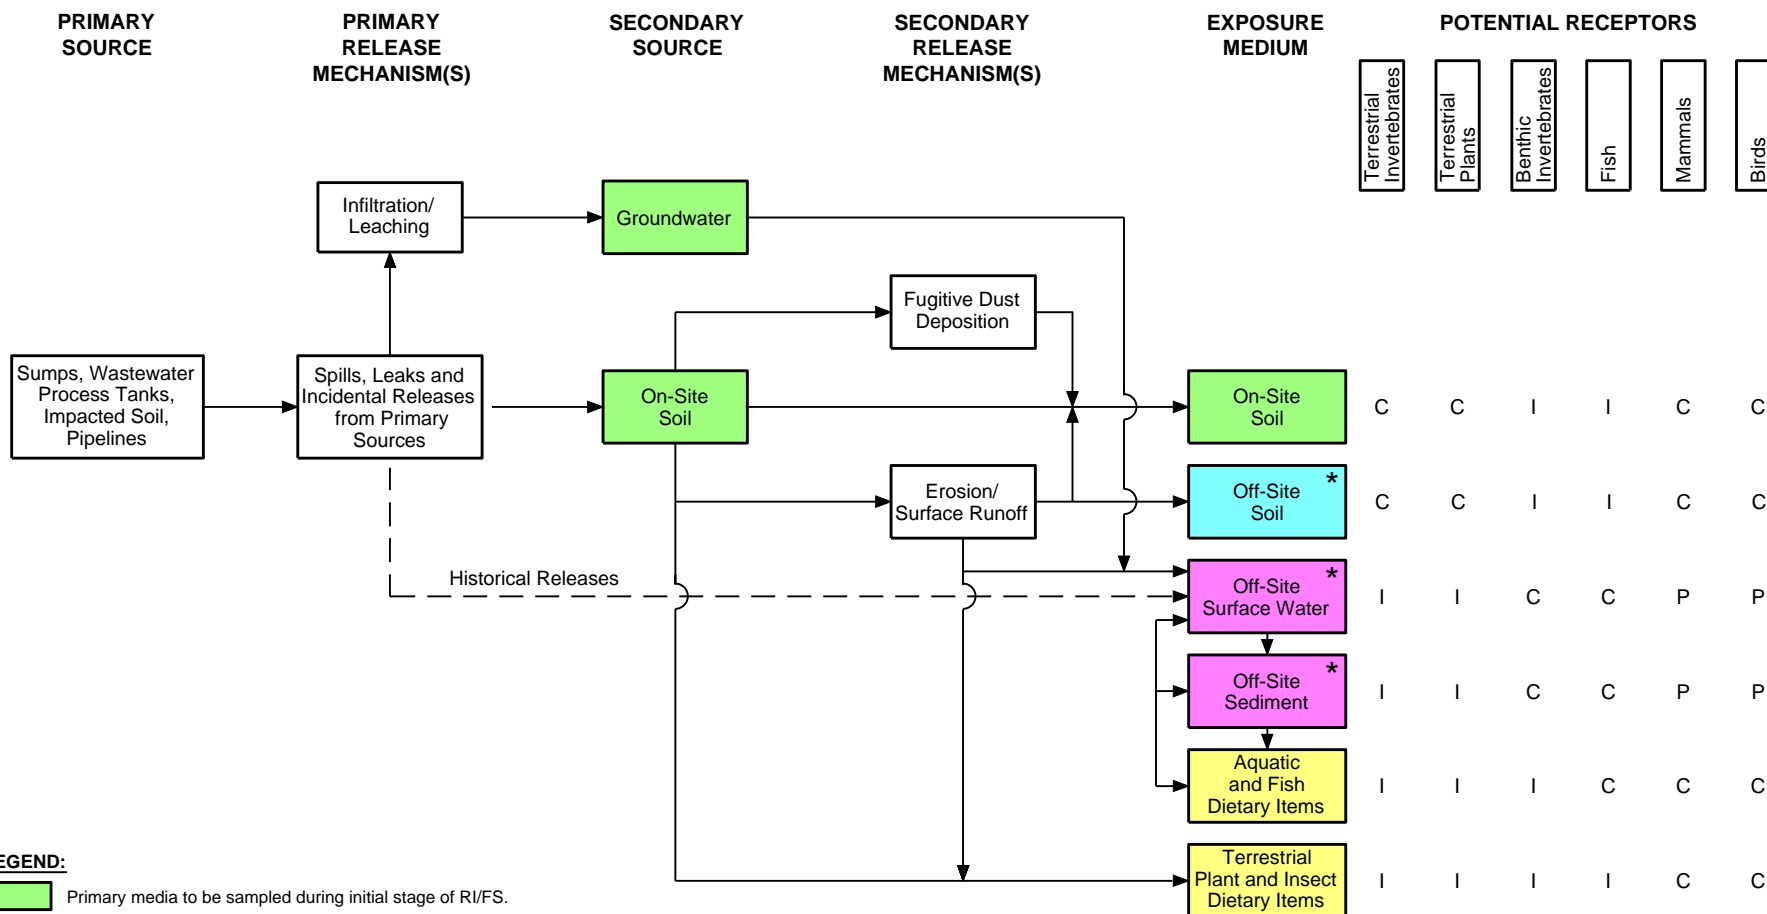 PRIMARY
SOURCE
PRIMARY
RELEASE
MECHANISM(S)
SECONDARY
SOURCE
SECONDARY
RELEASE
MECHANISM(S)
EXPOSURE
MEDIUM
POTENTIAL RECEPTORS
Terrestrial
Invertebrates
Terrestrial
Plants
Benthic
Invertebrates
Fish
Mammals
Birds
Infiltration/
Leaching
Groundwater
Fugitive Dust
Deposition
Sumps, Wastewater
Process Tanks,
Impacted Soil,
Pipelines
Spills, Leaks and
Incidental Releases
from Primary
Sources
On-Site
Soil
On-Site
Soil
C C I I C C
Erosion/
Surface Runoff
Off-Site *
Soil
C C I I C C
Historical Releases
Off-Site *
Surface Water
I I C C P P
Off-Site *
Sediment
I I C C P P
Aquatic
and Fish
Dietary Items
I I I C C C
Terrestrial
Plant and Insect
Dietary Items
I I I I C C
EGEND:
Primary media to be sampled during initial stage of RI/FS.